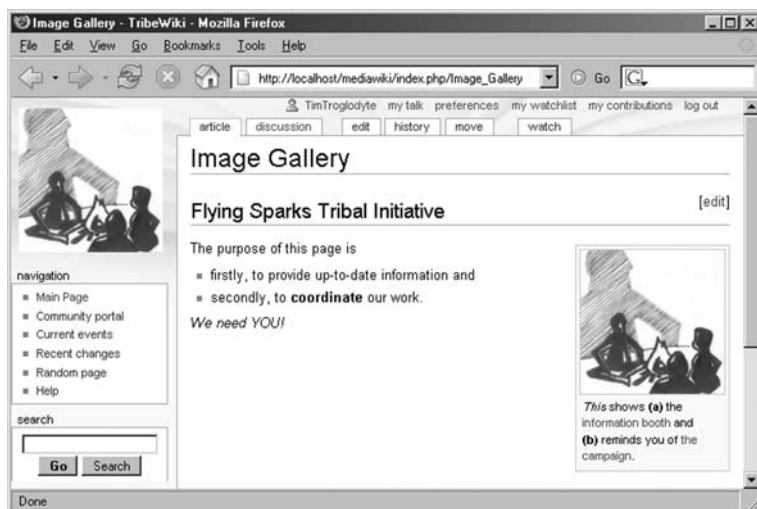 Image Gallery - TribeWiki - Mozilla Firefox
File Edit View Go Bookmarks Tools Help
http://localhost/mediawiki/index.php/Image_Gallery Go G
TimTroglodyte my talk preferences my watchlist my contributions log out
article discussion edit history move watch
Image Gallery
Flying Sparks Tribal Initiative [edit]
The purpose of this page is
firstly, to provide up-to-date information and
secondly, to coordinate our work.
We need YOU!
This shows (a) the
information booth and
(b) reminds you of the
campaign.
navigation
Main Page
Community portal
Current events
Recent changes
Random page
Help
search
Go Search
Done